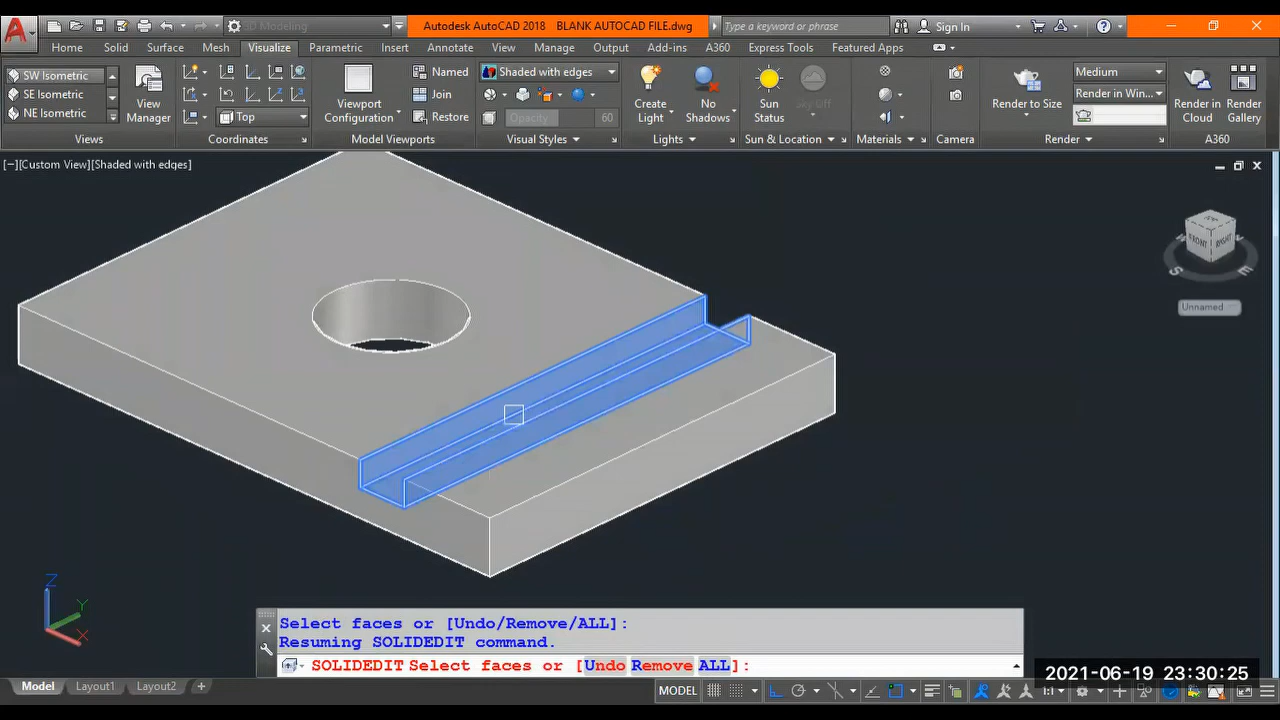 A
3D Modeling
Autodesk AutoCAD 2018 BLANK AUTOCAD FILE.dwg
Type a keyword or phrase
Sign In
Home Solid Surface Mesh Visualize Parametric Insert Annotate View Manage Output Add-ins A360 Express Tools Featured Apps
SW Isometric
SE Isometric
NE Isometric
View Manager
Views
Top
Coordinates
Viewport Configuration
Named
Join
Restore
Model Viewports
Shaded with edges
Opacity 60
Visual Styles
Create Light
No Shadows
Lights
Sun Status
Sky Off
Sun & Location
Materials
Camera
Render to Size
Medium
Render in Win...
Render
Render in Cloud
Render Gallery
A360
[−][Custom View][Shaded with edges]
TOP
FRONT
RIGHT
S
E
N
Unnamed
Z
Y
X
Select faces or [Undo/Remove/ALL]:
Resuming SOLIDEDIT command.
SOLIDEDIT Select faces or [Undo Remove ALL]:
2021-06-19 23:30:25
Model Layout1 Layout2 +
MODEL
1:1